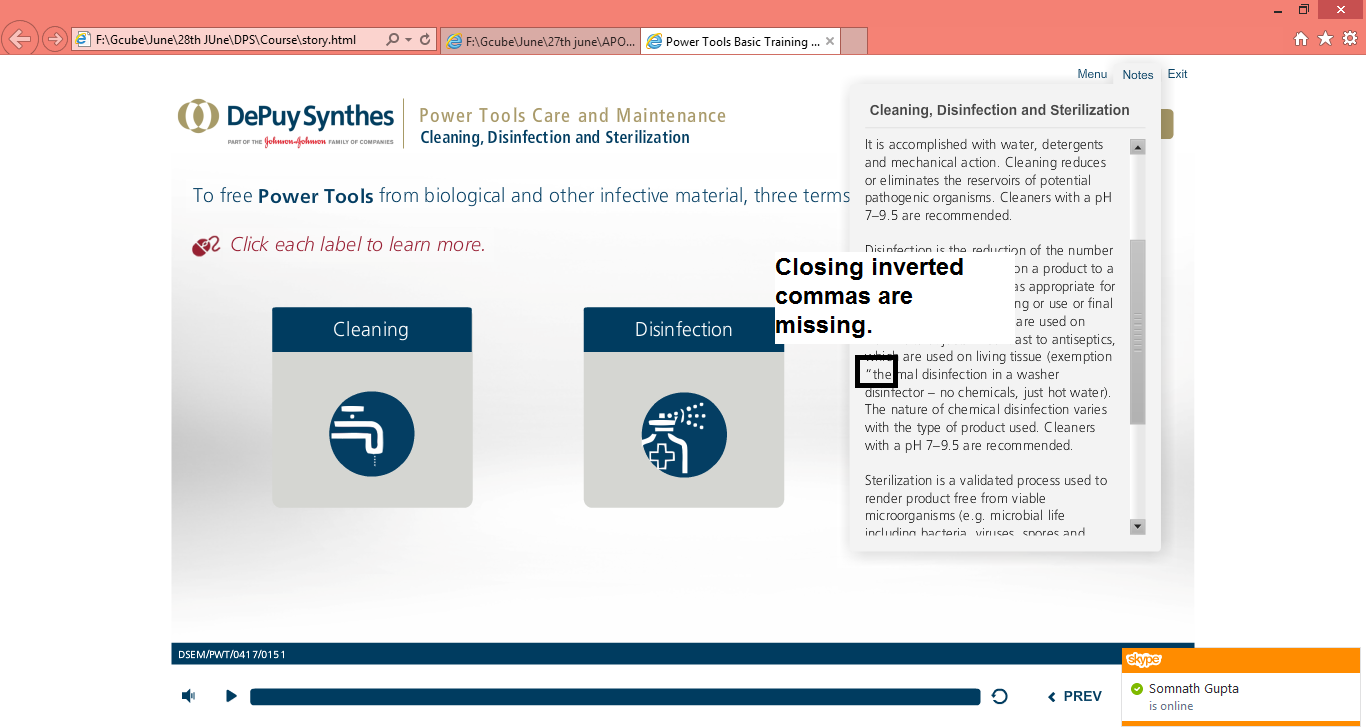 F:\Gcube\June\28th JUne\DPS\Course\story.html
F:\Gcube\June\27th june\APO...
Power Tools Basic Training ...
Menu Notes Exit
DePuy Synthes
PART OF THE Johnson & Johnson FAMILY OF COMPANIES
Power Tools Care and Maintenance
Cleaning, Disinfection and Sterilization
To free Power Tools from biological and other infective material, three terms
Click each label to learn more.
Cleaning
Disinfection
Cleaning, Disinfection and Sterilization
It is accomplished with water, detergents
and mechanical action. Cleaning reduces
or eliminates the reservoirs of potential
pathogenic organisms. Cleaners with a pH
7–9.5 are recommended.
Disinfection is the reduction of the number
on a product to a
as appropriate for
ng or use or final
are used on
ast to antiseptics,
which are used on living tissue (exemption
“thermal disinfection in a washer
disinfector – no chemicals, just hot water).
The nature of chemical disinfection varies
with the type of product used. Cleaners
with a pH 7–9.5 are recommended.
Sterilization is a validated process used to
render product free from viable
microorganisms (e.g. microbial life
including bacteria, viruses, spores and
Closing inverted
commas are
missing.
DSEM/PWT/0417/0151
PREV
skype
Somnath Gupta
is online